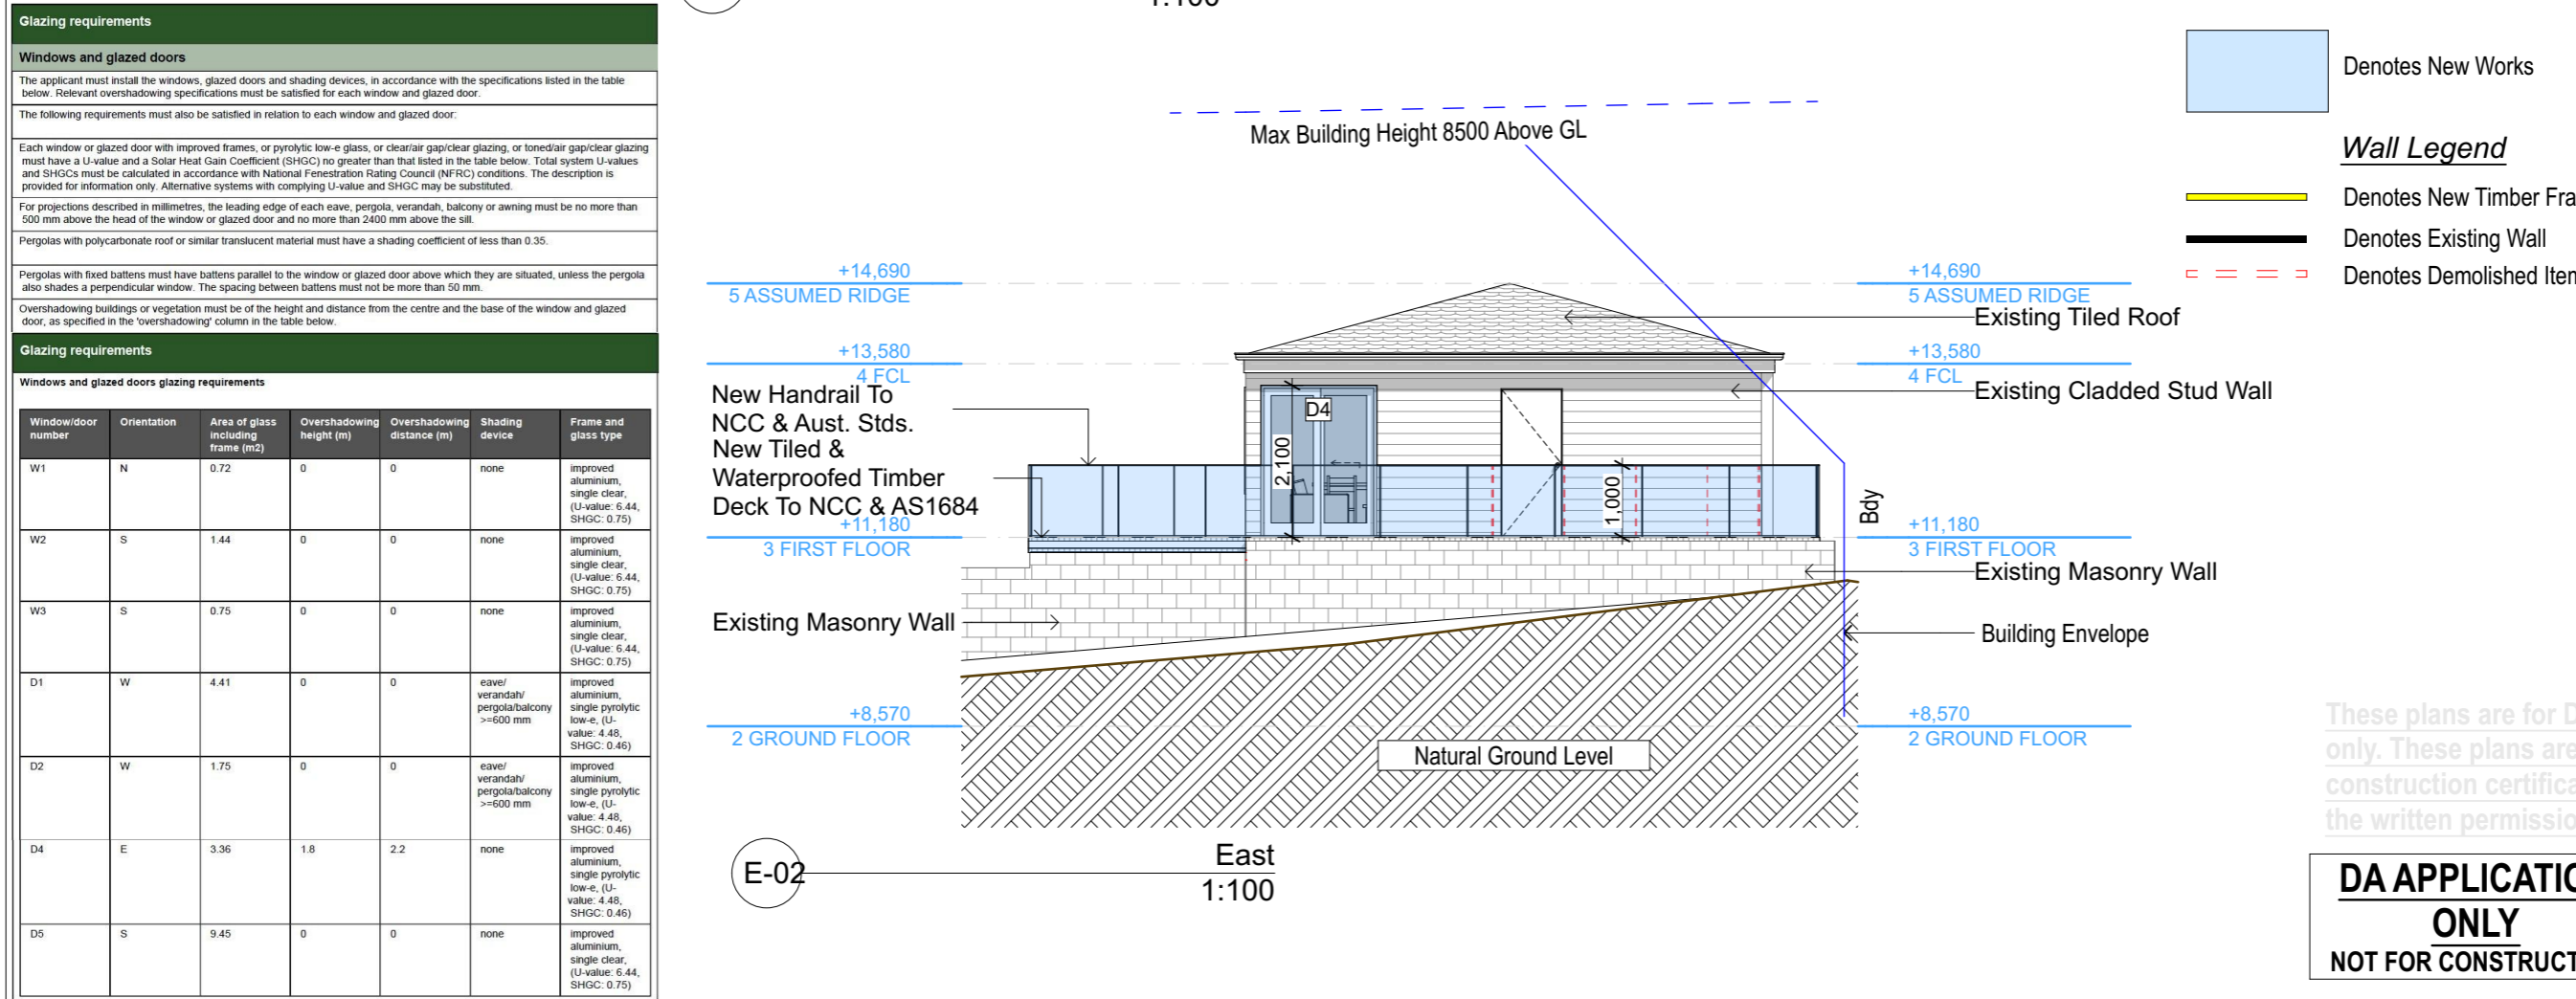 Glazing requirements
Windows and glazed doors
The applicant must install the windows, glazed doors and shading devices, in accordance with the specifications listed in the table
below. Relevant overshadowing specifications must be satisfied for each window and glazed door.
The following requirements must also be satisfied in relation to each window and glazed door:
Each window or glazed door with improved frames, or pyrolytic low-e glass, or clear/air gap/clear glazing, or toned/air gap/clear glazing
must have a U-value and a Solar Heat Gain Coefficient (SHGC) no greater than that listed in the table below. Total system U-values
and SHGCs must be calculated in accordance with National Fenestration Rating Council (NFRC) conditions. The description is
provided for information only. Alternative systems with complying U-value and SHGC may be substituted.
For projections described in millimetres, the leading edge of each eave, pergola, verandah, balcony or awning must be no more than
500 mm above the head of the window or glazed door and no more than 2400 mm above the sill.
Pergolas with polycarbonate roof or similar translucent material must have a shading coefficient of less than 0.35.
Pergolas with fixed battens must have battens parallel to the window or glazed door above which they are situated, unless the pergola
also shades a perpendicular window. The spacing between battens must not be more than 50 mm.
Overshadowing buildings or vegetation must be of the height and distance from the centre and the base of the window and glazed
door, as specified in the 'overshadowing' column in the table below.
Glazing requirements
Windows and glazed doors glazing requirements
Window/door
number
Orientation
Area of glass
including
frame (m2)
Overshadowing
height (m)
Overshadowing
distance (m)
Shading
device
Frame and
glass type
W1
N
0.72
0
0
none
improved
aluminium,
single clear,
(U-value: 6.44,
SHGC: 0.75)
W2
S
1.44
0
0
none
improved
aluminium,
single clear,
(U-value: 6.44,
SHGC: 0.75)
W3
S
0.75
0
0
none
improved
aluminium,
single clear,
(U-value: 6.44,
SHGC: 0.75)
D1
W
4.41
0
0
eave/
verandah/
pergola/balcony
>=600 mm
improved
aluminium,
single pyrolytic
low-e, (U-
value: 4.48,
SHGC: 0.46)
D2
W
1.75
0
0
eave/
verandah/
pergola/balcony
>=600 mm
improved
aluminium,
single pyrolytic
low-e, (U-
value: 4.48,
SHGC: 0.46)
D4
E
3.36
1.8
2.2
none
improved
aluminium,
single pyrolytic
low-e, (U-
value: 4.48,
SHGC: 0.46)
D5
S
9.45
0
0
none
improved
aluminium,
single clear,
(U-value: 6.44,
SHGC: 0.75)
Max Building Height 8500 Above GL
+14,690
5 ASSUMED RIDGE
+13,580
4 FCL
New Handrail To
NCC & Aust. Stds.
New Tiled &
Waterproofed Timber
Deck To NCC & AS1684
+11,180
3 FIRST FLOOR
Existing Masonry Wall
+8,570
2 GROUND FLOOR
D4
2,100
1,000
Bdy
Natural Ground Level
+14,690
5 ASSUMED RIDGE
Existing Tiled Roof
+13,580
4 FCL
Existing Cladded Stud Wall
+11,180
3 FIRST FLOOR
Existing Masonry Wall
Building Envelope
+8,570
2 GROUND FLOOR
E-02
East
1:100
Denotes New Works
Wall Legend
Denotes New Timber Fra
Denotes Existing Wall
Denotes Demolished Item
These plans are for D
only. These plans are
construction certifica
the written permissio
DA APPLICATIO
ONLY
NOT FOR CONSTRUCT